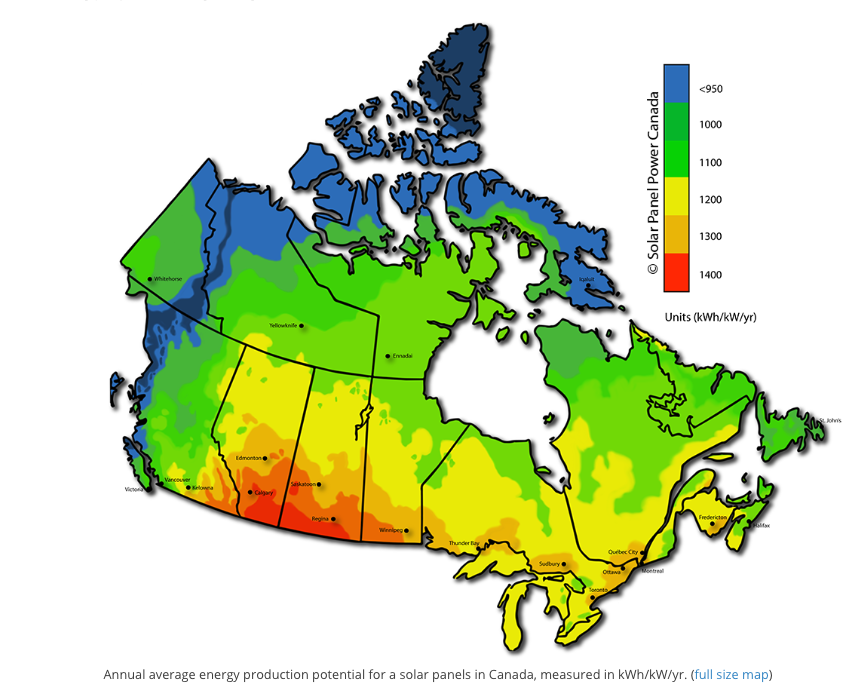 <950
1000
1100
1200
1300
1400
© Solar Panel Power Canada
Units (kWh/kW/yr)
Whitehorse
Iqaluit
Yellowknife
Ennadai
St. John's
Edmonton
Vancouver
Kelowna
Victoria
Calgary
Saskatoon
Regina
Winnipeg
Thunder Bay
Sudbury
Quebec City
Ottawa
Montreal
Toronto
Fredericton
Halifax
Annual average energy production potential for a solar panels in Canada, measured in kWh/kW/yr. (full size map)